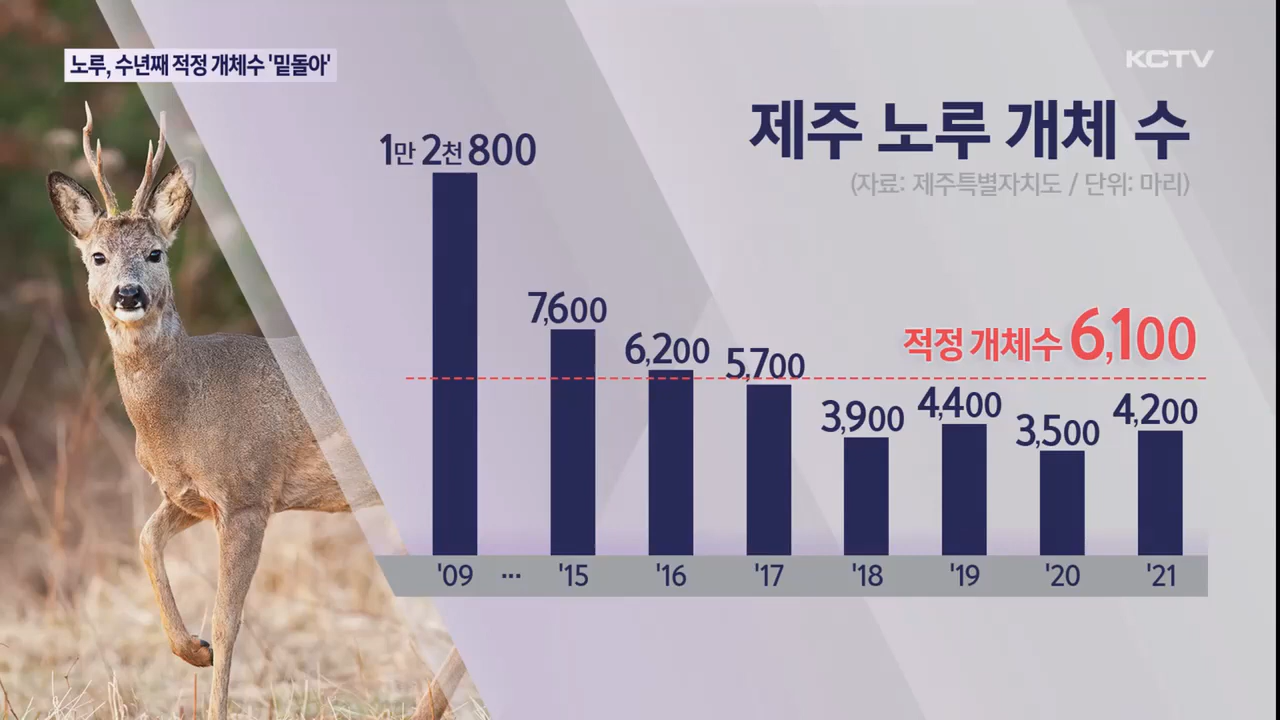 노루, 수년째 적정 개체수 '밑돌아'
KCTV
제주 노루 개체 수
(자료: 제주특별자치도 / 단위: 마리)
1만 2천 800
7,600
6,200
5,700
3,900
4,400
3,500
4,200
적정 개체수 6,100
'09 ··· '15 '16 '17 '18 '19 '20 '21